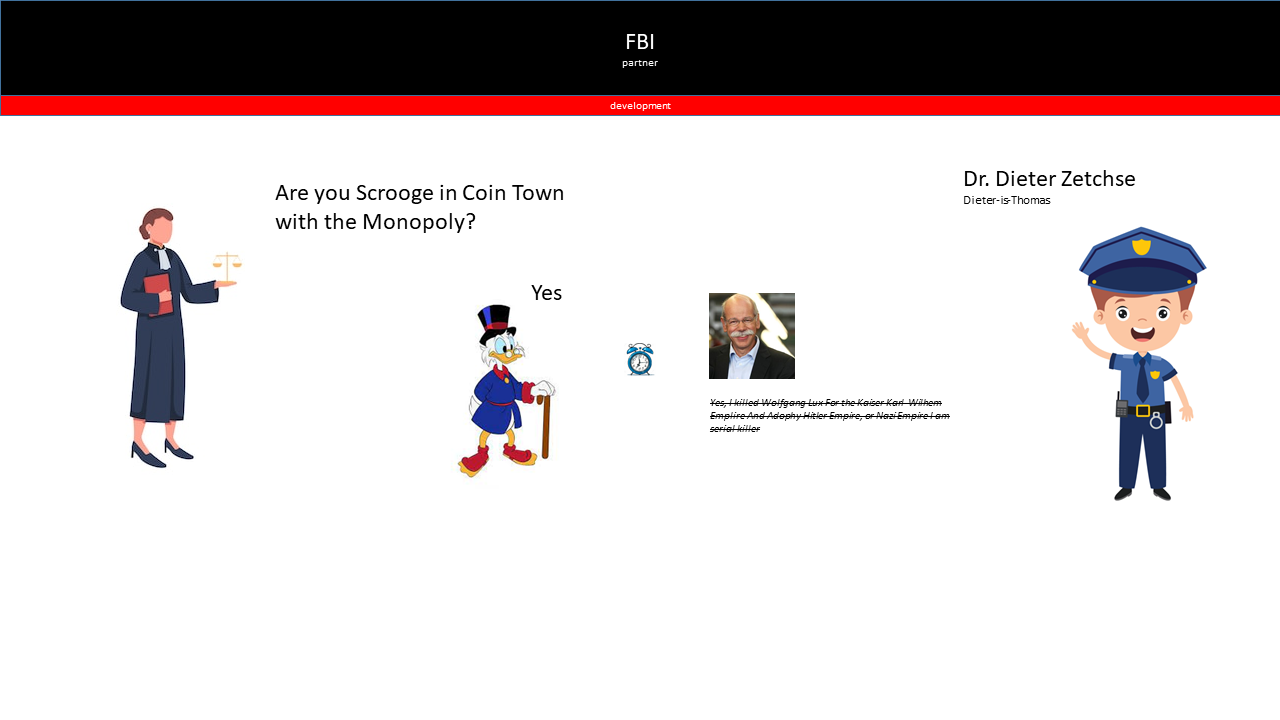 FBI
partner
development
Are you Scrooge in Coin Town
with the Monopoly?
Yes
Dr. Dieter Zetchse
Dieter-is-Thomas
Yes, I killed Wolfgang Lux For the Kaiser Karl-Wilhem
Emplire And Adophy Hitler Empire, or Nazi Empire I am
serial killer